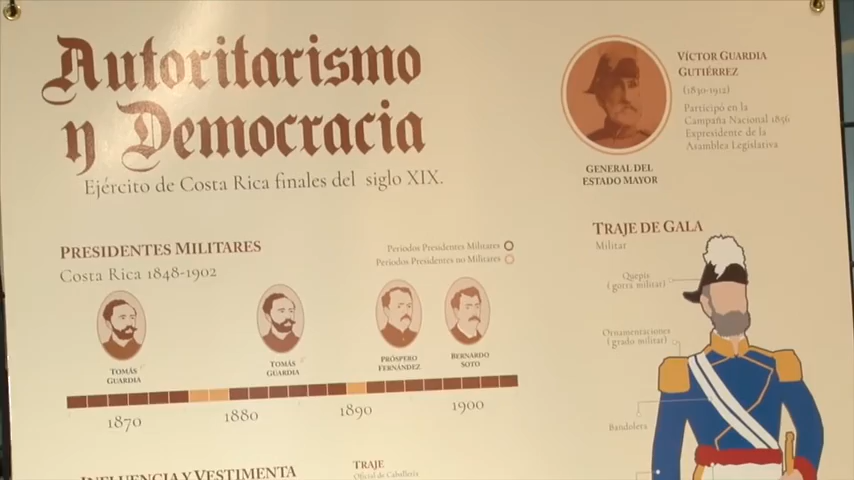 Autoritarismo
y Democracia
Ejército de Costa Rica finales del siglo XIX.
VÍCTOR GUARDIA
GUTIÉRREZ
(1830-1912)
Participó en la
Campaña Nacional 1856
Expresidente de la
Asamblea Legislativa
GENERAL DEL
ESTADO MAYOR
PRESIDENTES MILITARES
Costa Rica 1848-1902
Periodos Presidentes Militares
Periodos Presidentes no Militares
TOMÁS
GUARDIA
TOMÁS
GUARDIA
PRÓSPERO
FERNÁNDEZ
BERNARDO
SOTO
1870
1880
1890
1900
TRAJE DE GALA
Militar
Quepis
(gorra militar)
Ornamentaciones
(grado militar)
Bandolera
INFLUENCIA Y VESTIMENTA
TRAJE
Oficial de Caballería